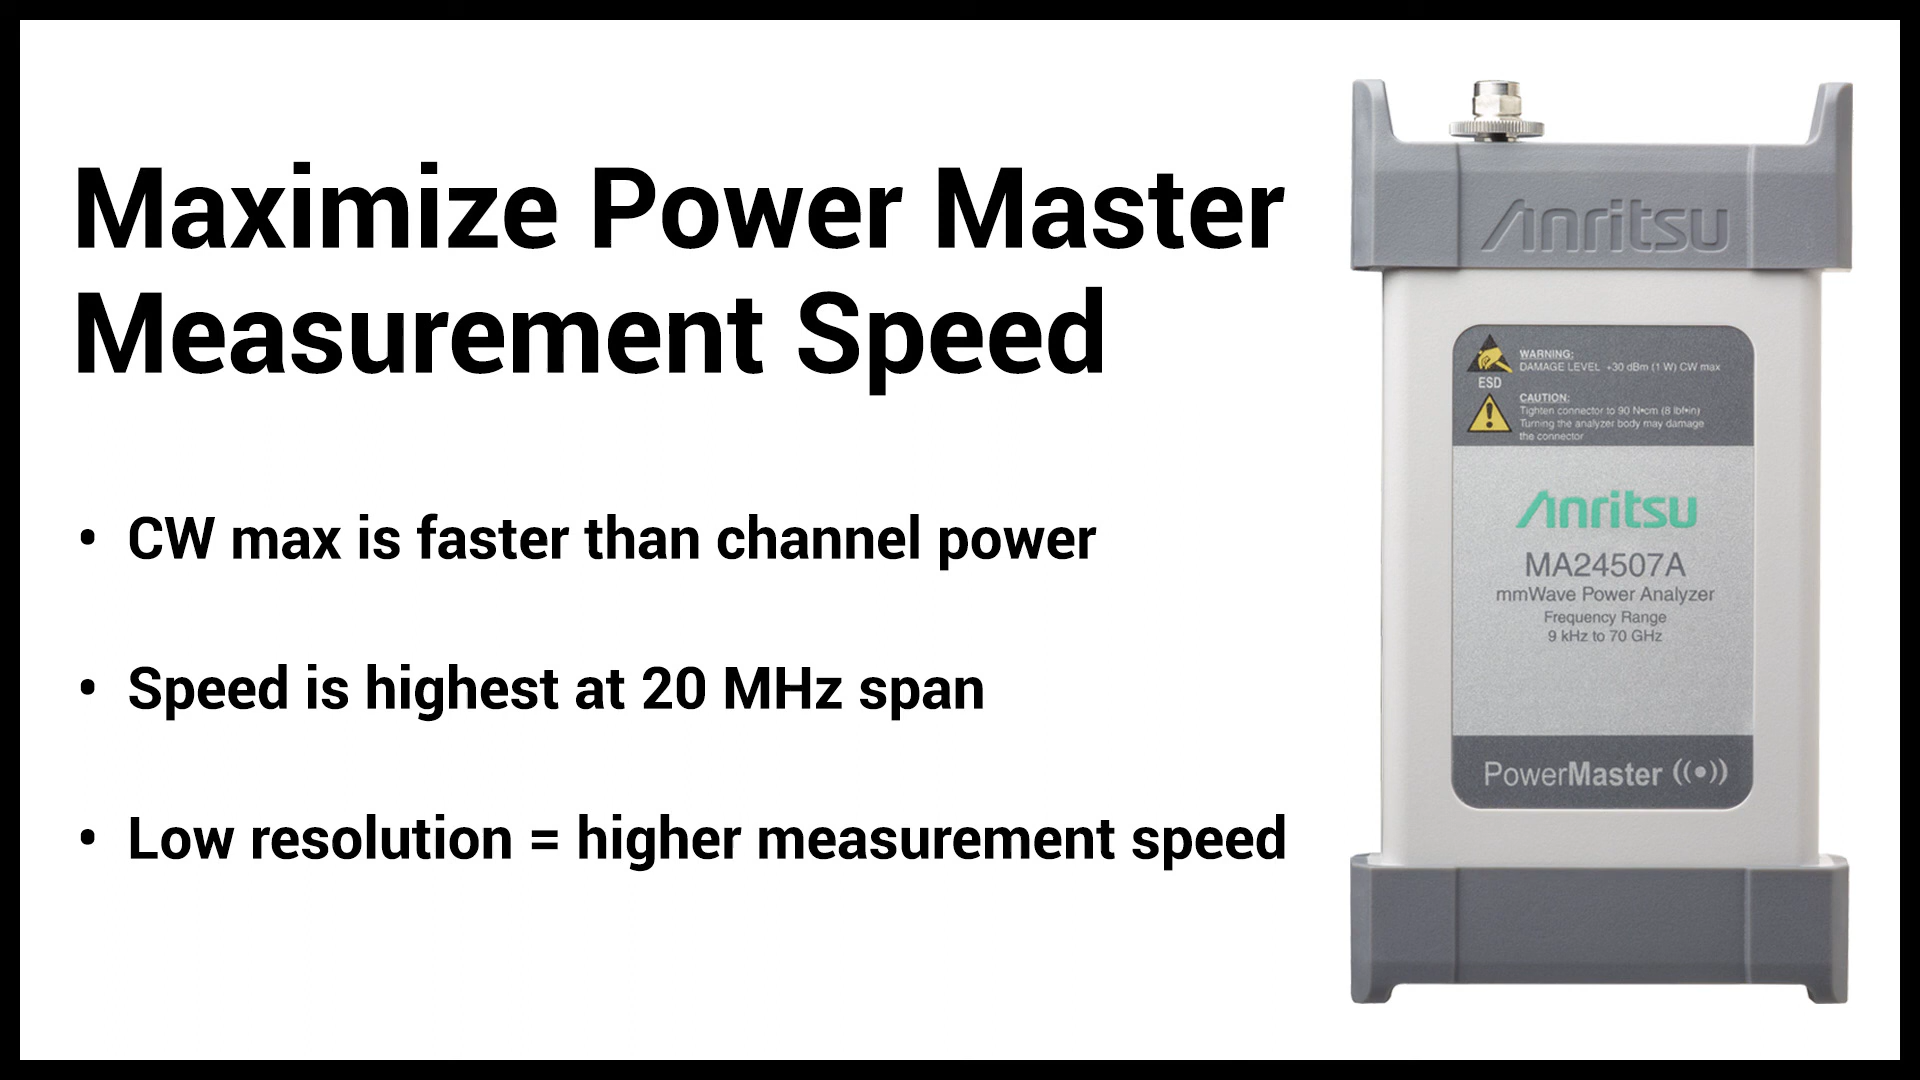 Maximize Power Master
Measurement Speed
• CW max is faster than channel power
• Speed is highest at 20 MHz span
• Low resolution = higher measurement speed
Anritsu
WARNING:
DAMAGE LEVEL +30 dBm (1 W) CW max
ESD
CAUTION:
Tighten connector to 90 N•cm (8 lbf•in)
Turning the analyzer body may damage
the connector
Anritsu
MA24507A
mmWave Power Analyzer
Frequency Range
9 kHz to 70 GHz
PowerMaster